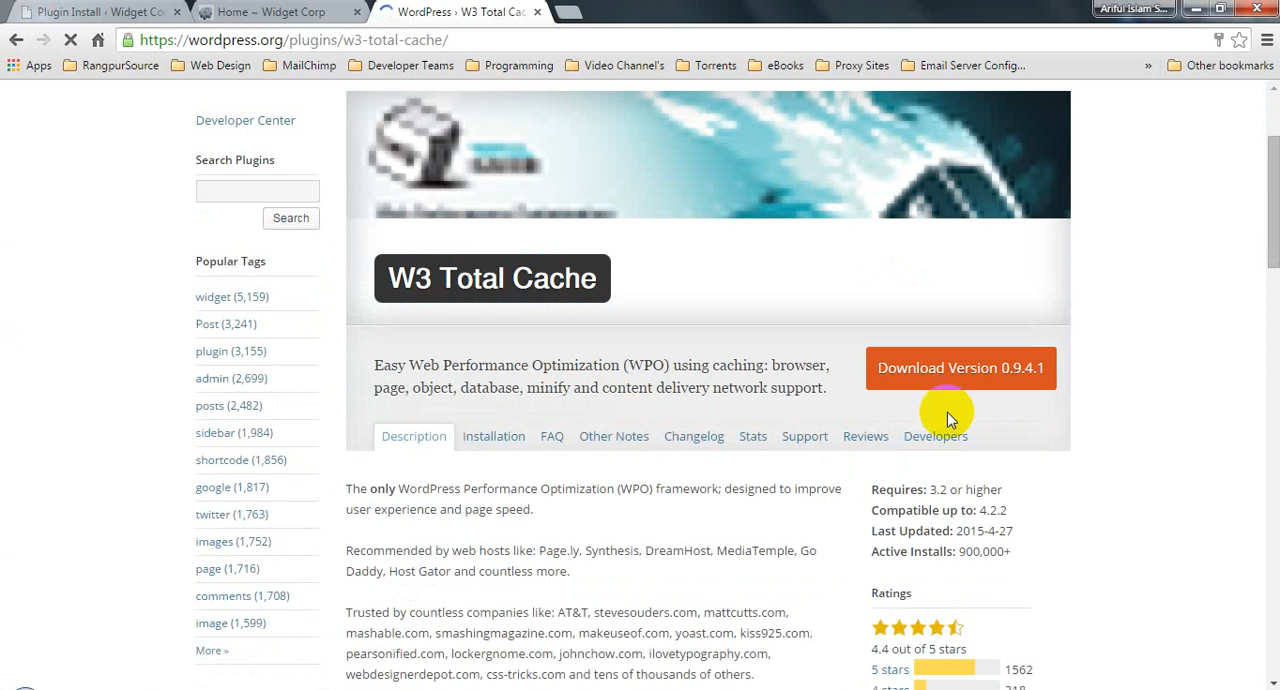 Plugin Install ‹ Widget Co
Home ~ Widget Corp
WordPress › W3 Total Cac
Ariful Islam S...
https://wordpress.org/plugins/w3-total-cache/
Apps
RangpurSource
Web Design
MailChimp
Developer Teams
Programming
Video Channel's
Torrents
eBooks
Proxy Sites
Email Server Config...
»
Other bookmarks
Developer Center
Search Plugins
Search
Popular Tags
widget (5,159)
Post (3,241)
plugin (3,155)
admin (2,699)
posts (2,482)
sidebar (1,984)
shortcode (1,856)
google (1,817)
twitter (1,763)
images (1,752)
page (1,716)
comments (1,708)
image (1,599)
More »
W3 Total Cache
Easy Web Performance Optimization (WPO) using caching: browser,
page, object, database, minify and content delivery network support.
Download Version 0.9.4.1
Description
Installation
FAQ
Other Notes
Changelog
Stats
Support
Reviews
Developers
The only WordPress Performance Optimization (WPO) framework; designed to improve
user experience and page speed.
Recommended by web hosts like: Page.ly, Synthesis, DreamHost, MediaTemple, Go
Daddy, Host Gator and countless more.
Trusted by countless companies like: AT&T, stevesouders.com, mattcutts.com,
mashable.com, smashingmagazine.com, makeuseof.com, yoast.com, kiss925.com,
pearsonified.com, lockergnome.com, johnchow.com, ilovetypography.com,
webdesignerdepot.com, css-tricks.com and tens of thousands of others.
Requires: 3.2 or higher
Compatible up to: 4.2.2
Last Updated: 2015-4-27
Active Installs: 900,000+
Ratings
4.4 out of 5 stars
5 stars 1562